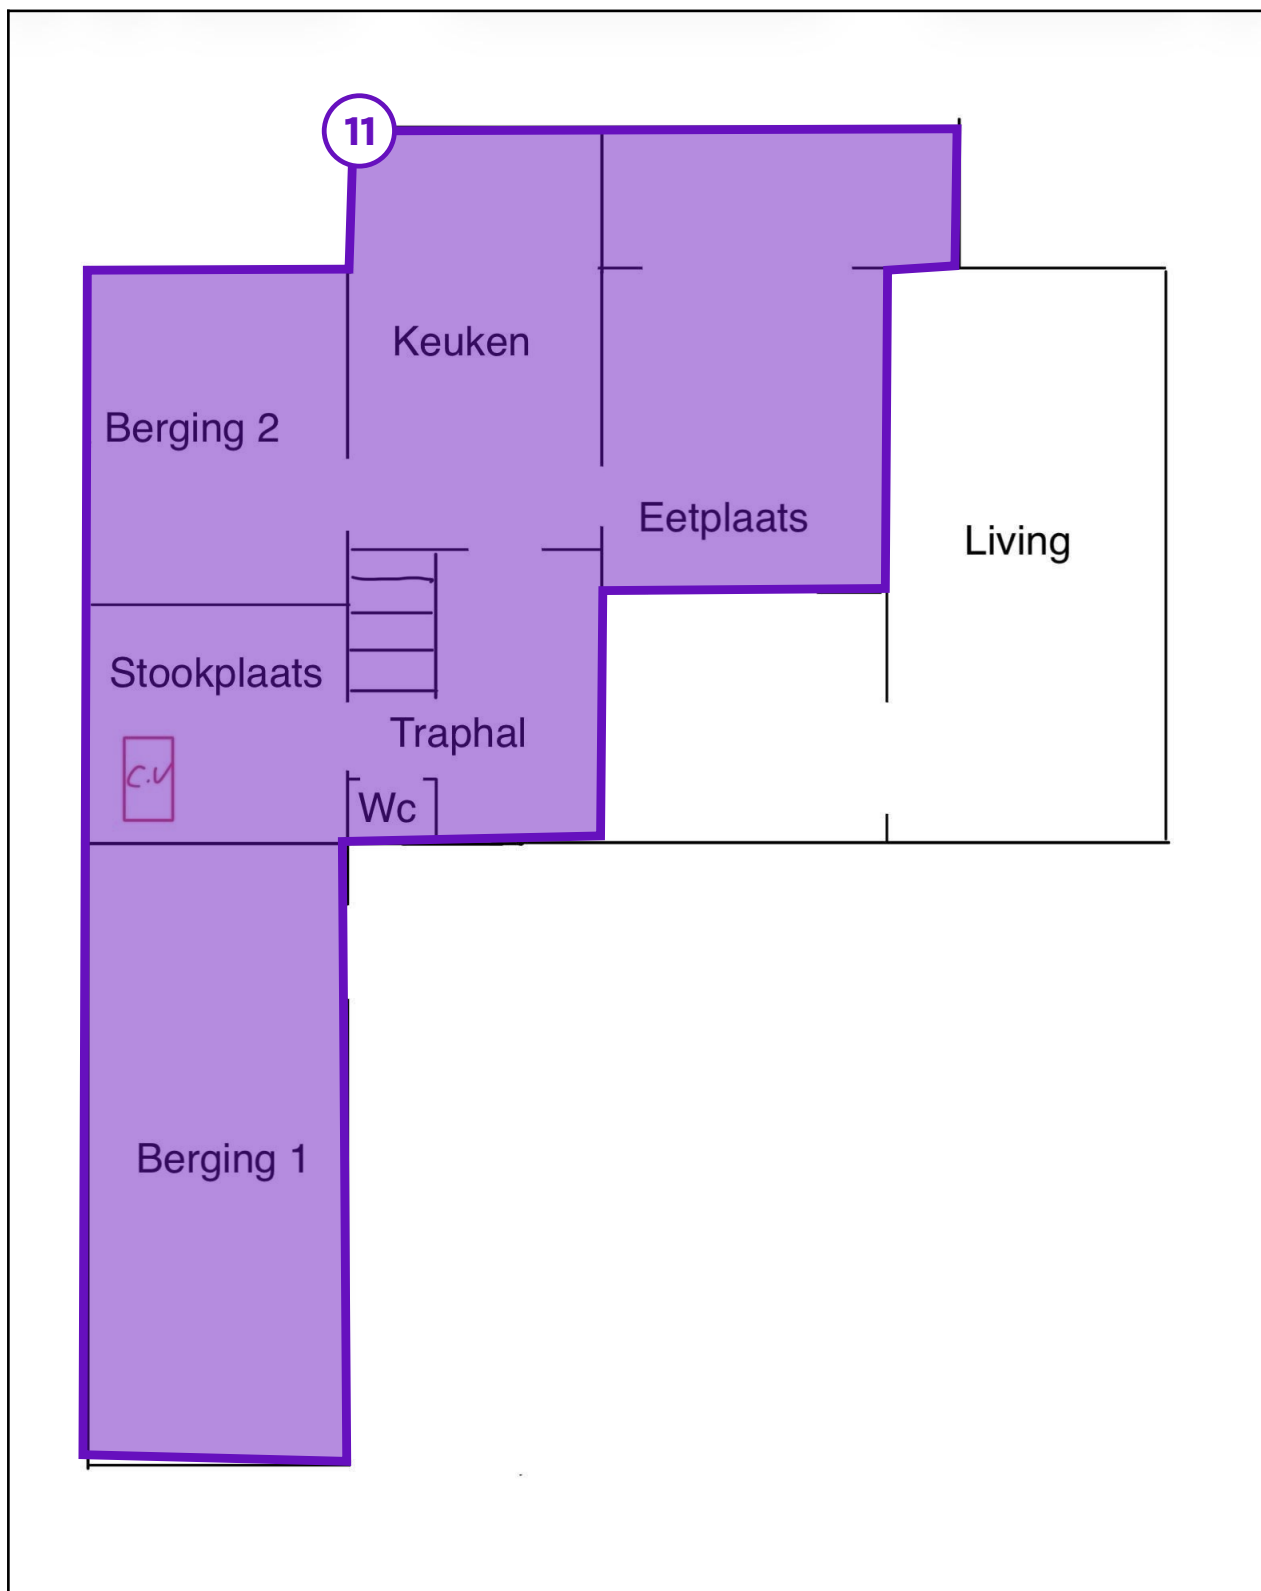 11
Keuken
Berging 2
Eetplaats
Living
Stookplaats
Traphal
C.V
Wc
Berging 1